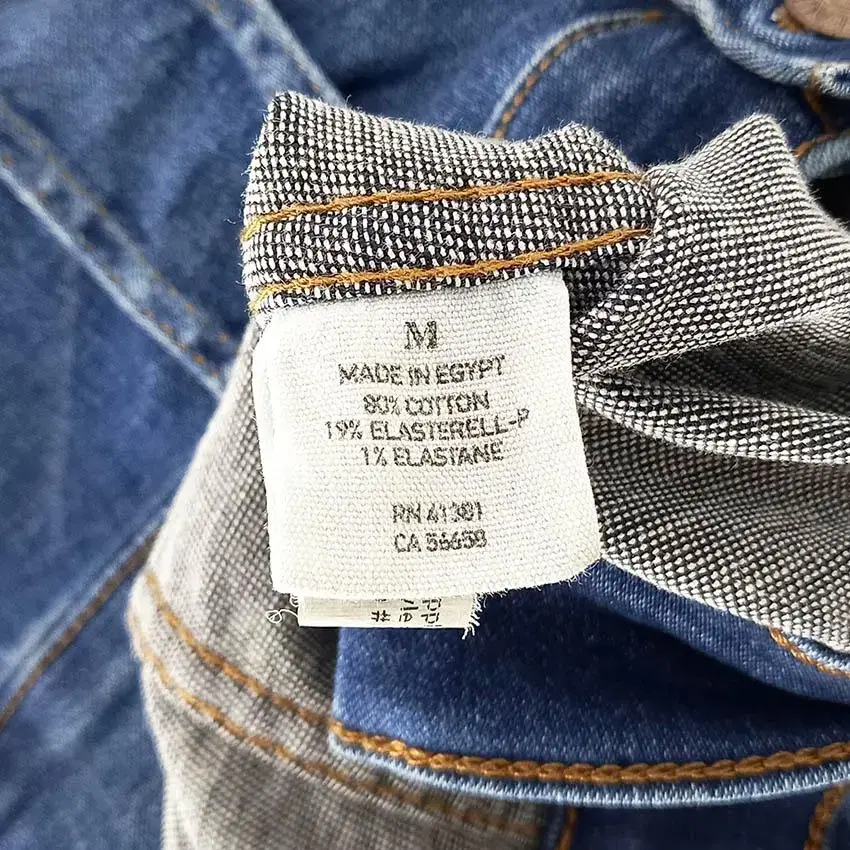 M
MADE IN EGYPT
80% COTTON
19% ELASTERELL-P
1% ELASTANE
RN 41381
CA 56658